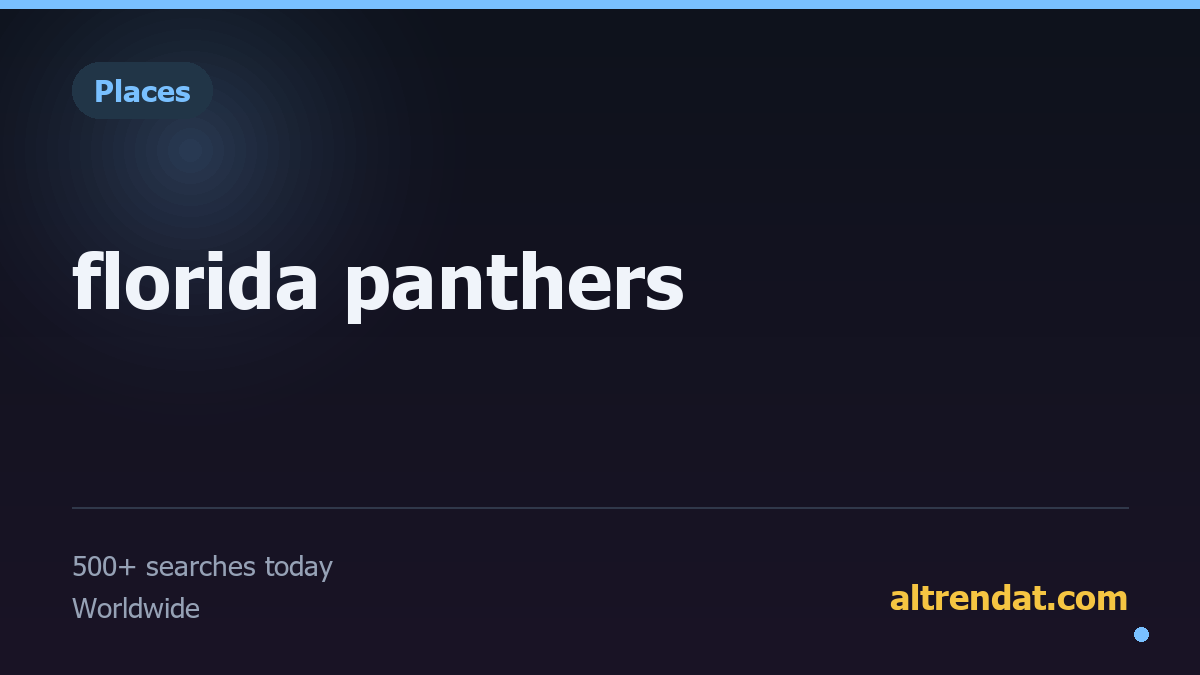 Places
florida panthers
500+ searches today
Worldwide
altrendat.com